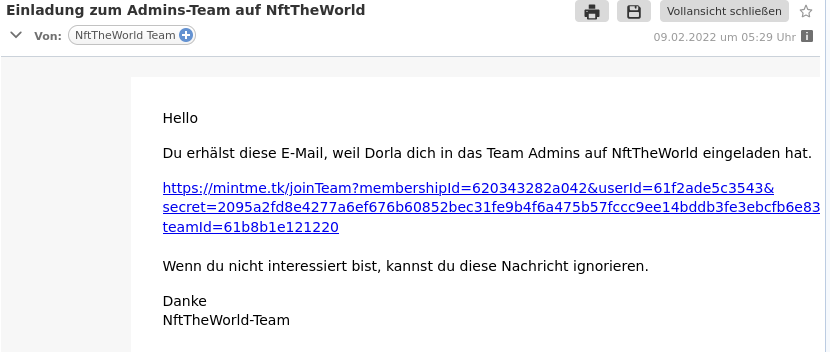 Einladung zum Admins-Team auf NftTheWorld
Vollansicht schließen
Von: NftTheWorld Team
09.02.2022 um 05:29 Uhr
Hello
Du erhälst diese E-Mail, weil Dorla dich in das Team Admins auf NftTheWorld eingeladen hat.
https://mintme.tk/joinTeam?membershipId=620343282a042&userId=61f2ade5c3543&
secret=2095a2fd8e4277a6ef676b60852bec31fe9b4f6a475b57fccc9ee14bddb3fe3ebcfb6e83
teamId=61b8b1e121220
Wenn du nicht interessiert bist, kannst du diese Nachricht ignorieren.
Danke
NftTheWorld-Team